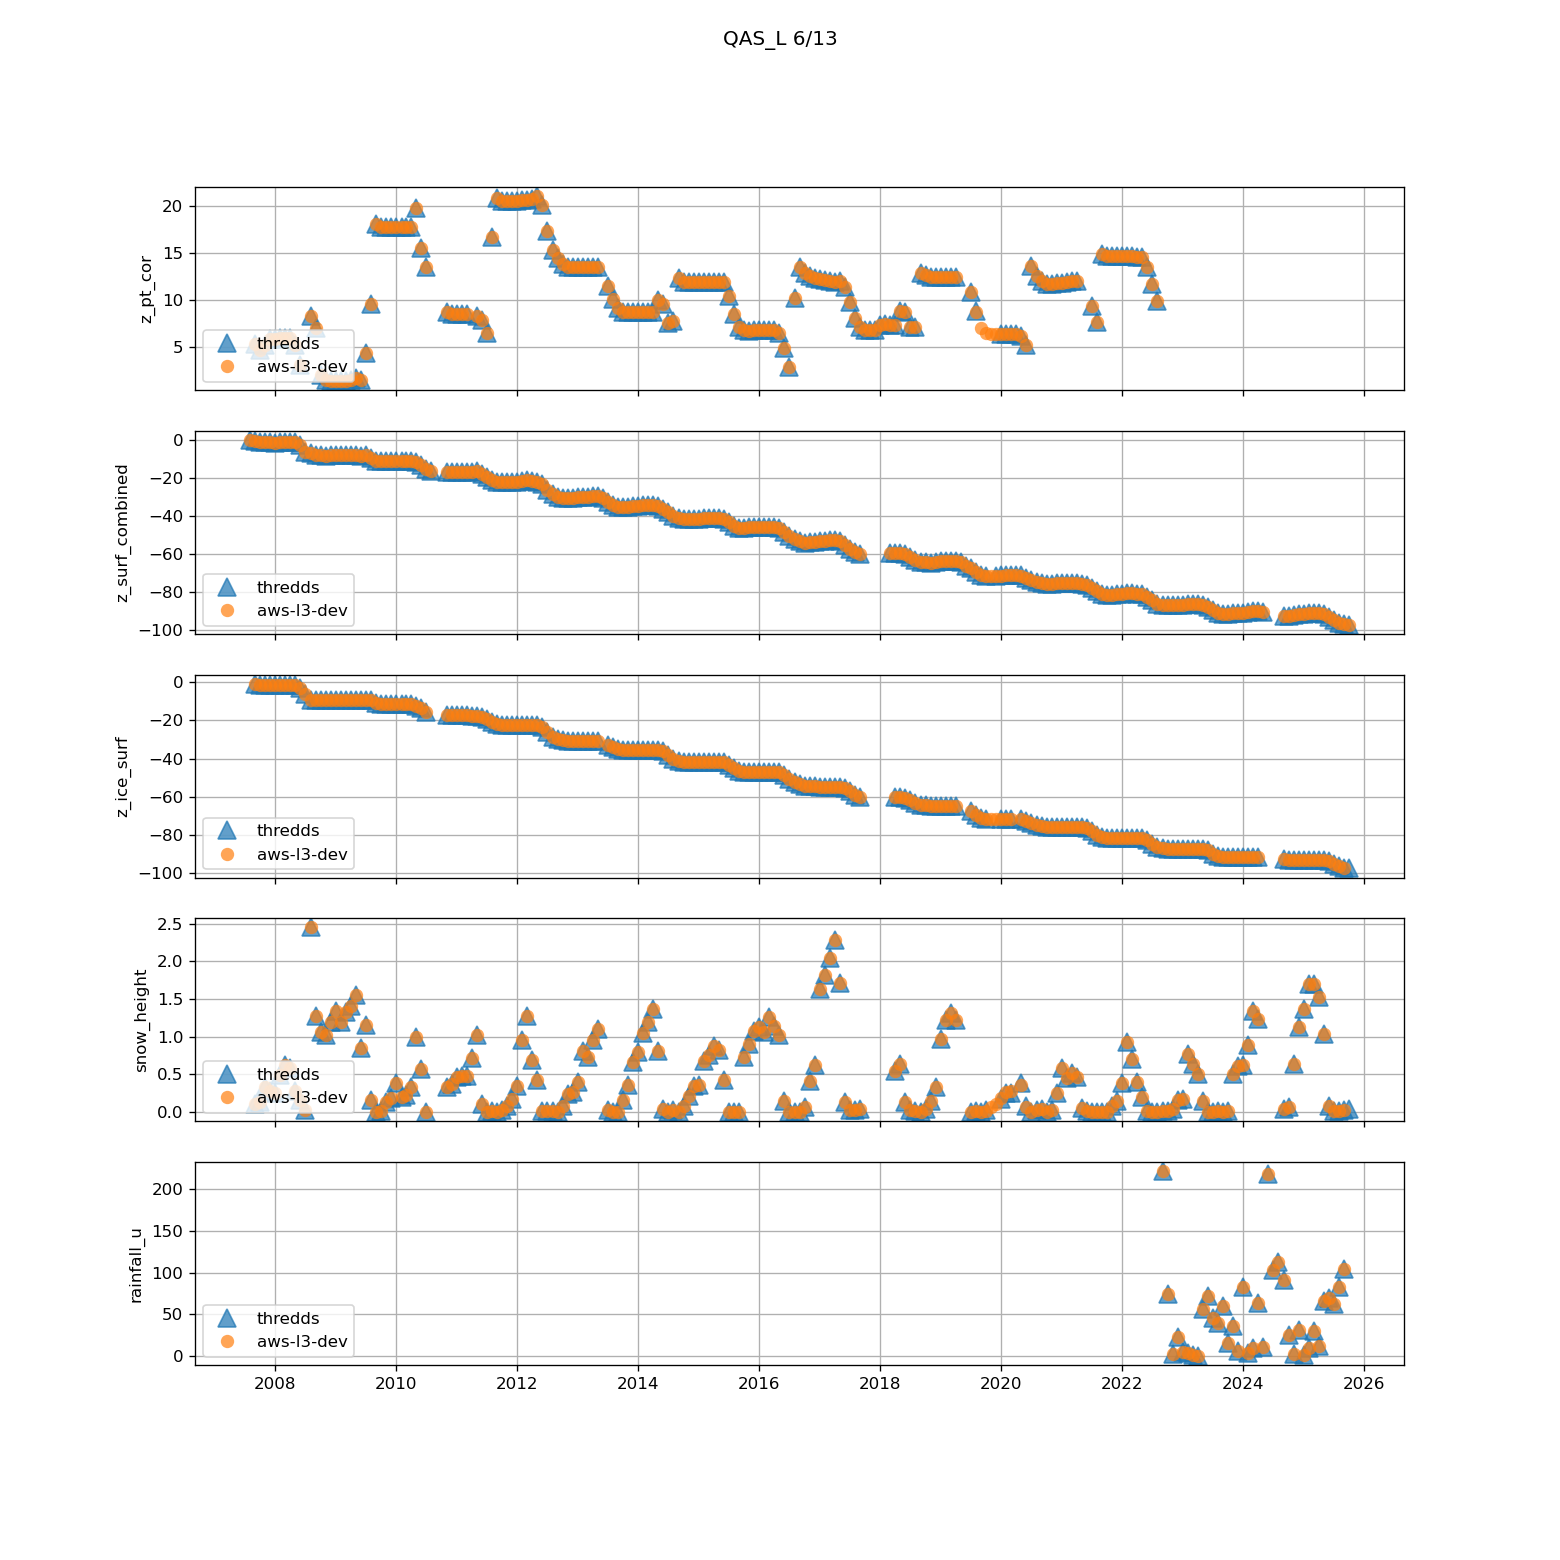 QAS_L 6/13
z_pt_cor
20
15
10
5
thredds
aws-l3-dev
z_surf_combined
0
−20
−40
−60
−80
−100
thredds
aws-l3-dev
z_ice_surf
0
−20
−40
−60
−80
−100
thredds
aws-l3-dev
snow_height
2.5
2.0
1.5
1.0
0.5
0.0
thredds
aws-l3-dev
rainfall_u
200
150
100
50
0
thredds
aws-l3-dev
2008 2010 2012 2014 2016 2018 2020 2022 2024 2026